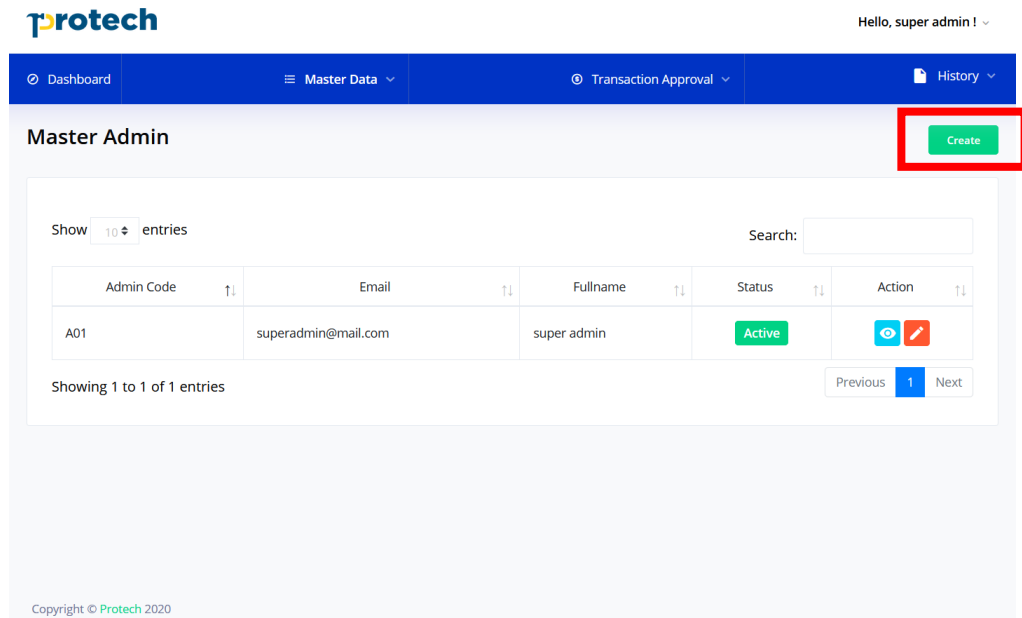 protech
Hello, super admin !
Dashboard Master Data Transaction Approval History
Master Admin
Create
Show 10 entries
Search:
Admin Code Email Fullname Status Action
A01 superadmin@mail.com super admin Active
Showing 1 to 1 of 1 entries
Previous 1 Next
Copyright © Protech 2020